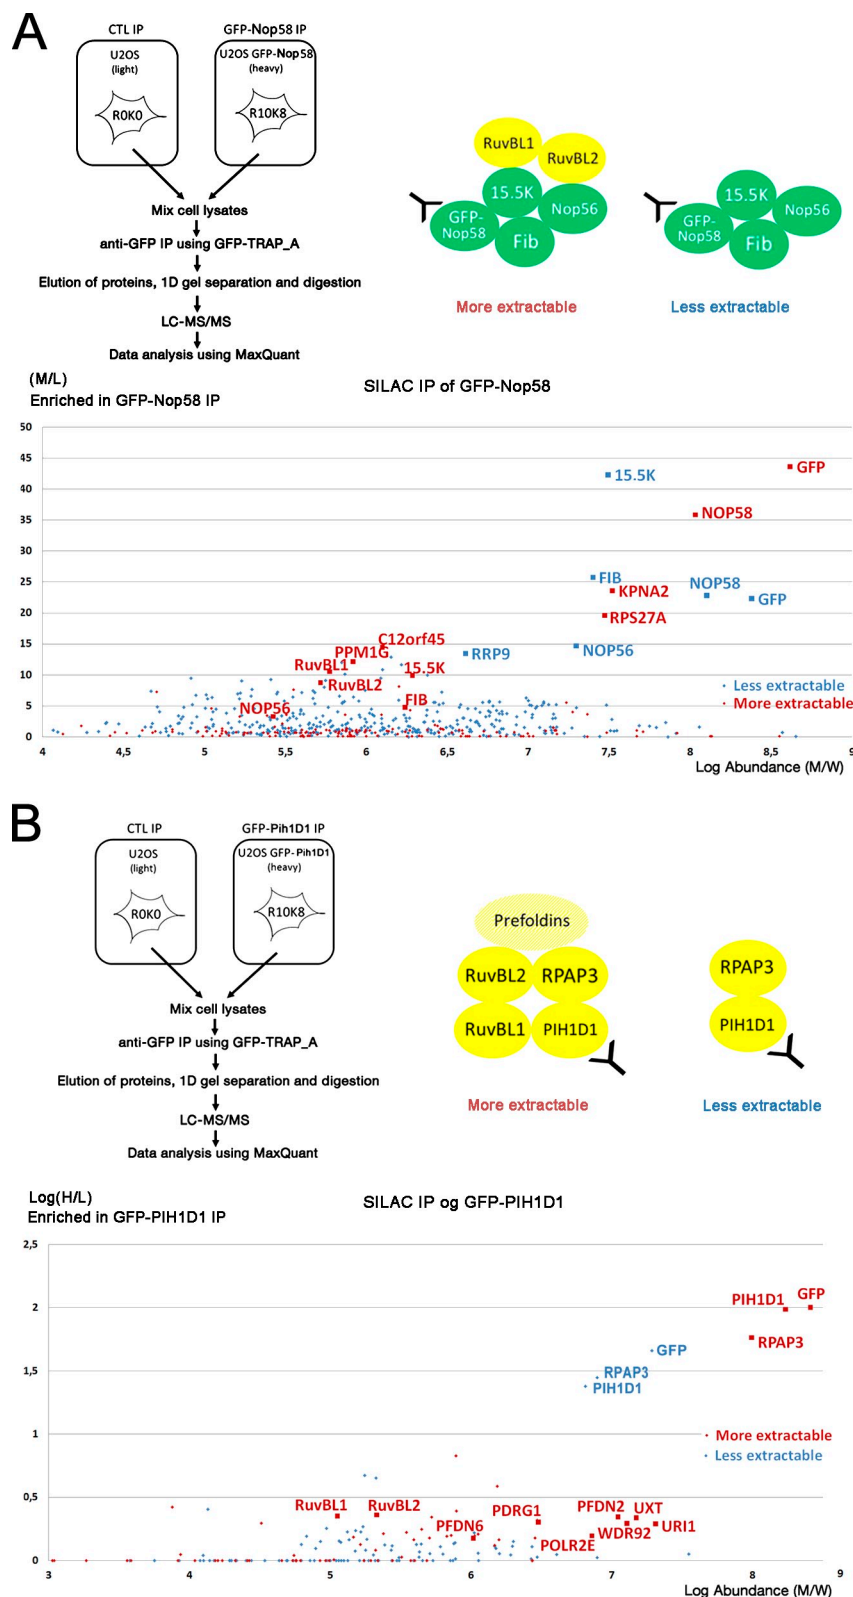 A
CTL IP
GFP-Nop58 IP
U2OS
(light)
U2OS GFP-Nop58
(heavy)
R0K0
R10K8
Mix cell lysates
anti-GFP IP using GFP-TRAP_A
Elution of proteins, 1D gel separation and digestion
LC-MS/MS
Data analysis using MaxQuant
RuvBL1
RuvBL2
15.5K
GFP-
Nop58
Nop56
Fib
More extractable
15.5K
GFP-
Nop58
Nop56
Fib
Less extractable
(M/L)
Enriched in GFP-Nop58 IP
SILAC IP of GFP-Nop58
50
45
40
35
30
25
20
15
10
5
0
GFP
15.5K
NOP58
FIB
KPNA2
NOP58
GFP
RPS27A
C12orf45
NOP56
RRP9
PPM1G
RuvBL1
15.5K
RuvBL2
FIB
NOP56
Less extractable
More extractable
4 4,5 5 5,5 6 6,5 7 7,5 8 8,5 9
Log Abundance (M/W)
B
CTL IP
GFP-Pih1D1 IP
U2OS
(light)
U2OS GFP-Pih1D1
(heavy)
R0K0
R10K8
Mix cell lysates
anti-GFP IP using GFP-TRAP_A
Elution of proteins, 1D gel separation and digestion
LC-MS/MS
Data analysis using MaxQuant
Prefoldins
RuvBL2
RPAP3
RuvBL1
PIH1D1
More extractable
RPAP3
PIH1D1
Less extractable
Log(H/L)
Enriched in GFP-PIH1D1 IP
SILAC IP og GFP-PIH1D1
2,5
2
1,5
1
0,5
0
PIH1D1
GFP
RPAP3
GFP
RPAP3
PIH1D1
More extractable
Less extractable
RuvBL1
RuvBL2
PFDN6
PDRG1
PFDN2
UXT
WDR92
URI1
POLR2E
3 4 5 6 7 8 9
Log Abundance (M/W)